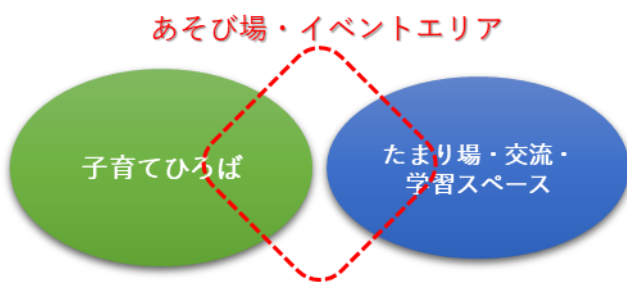 あそび場・イベントエリア
子育てひろば
たまり場・交流・
学習スペース